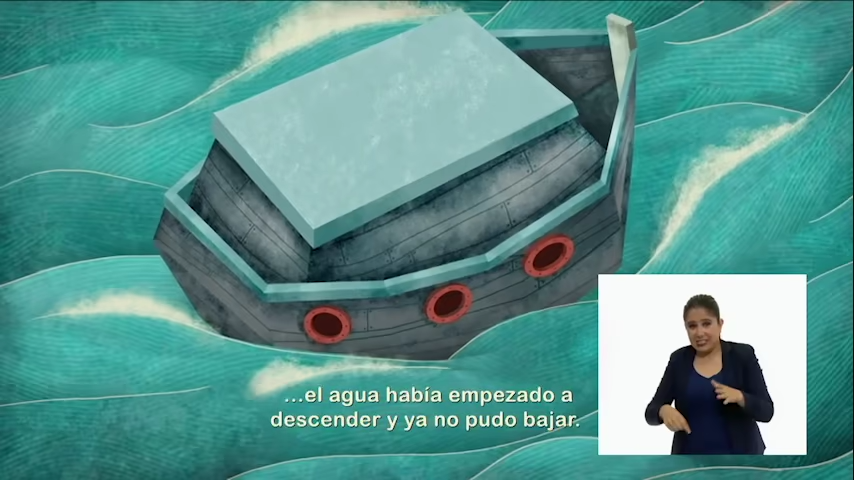 ...el agua había empezado a
descender y ya no pudo bajar.